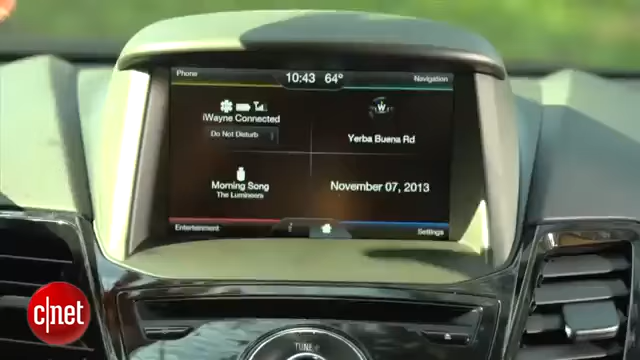 Phone
10:43 64°
Navigation
iWayne Connected
Do Not Disturb
W
Yerba Buena Rd
Morning Song
The Lumineers
November 07, 2013
Entertainment
i
Settings
c|net
TUNE